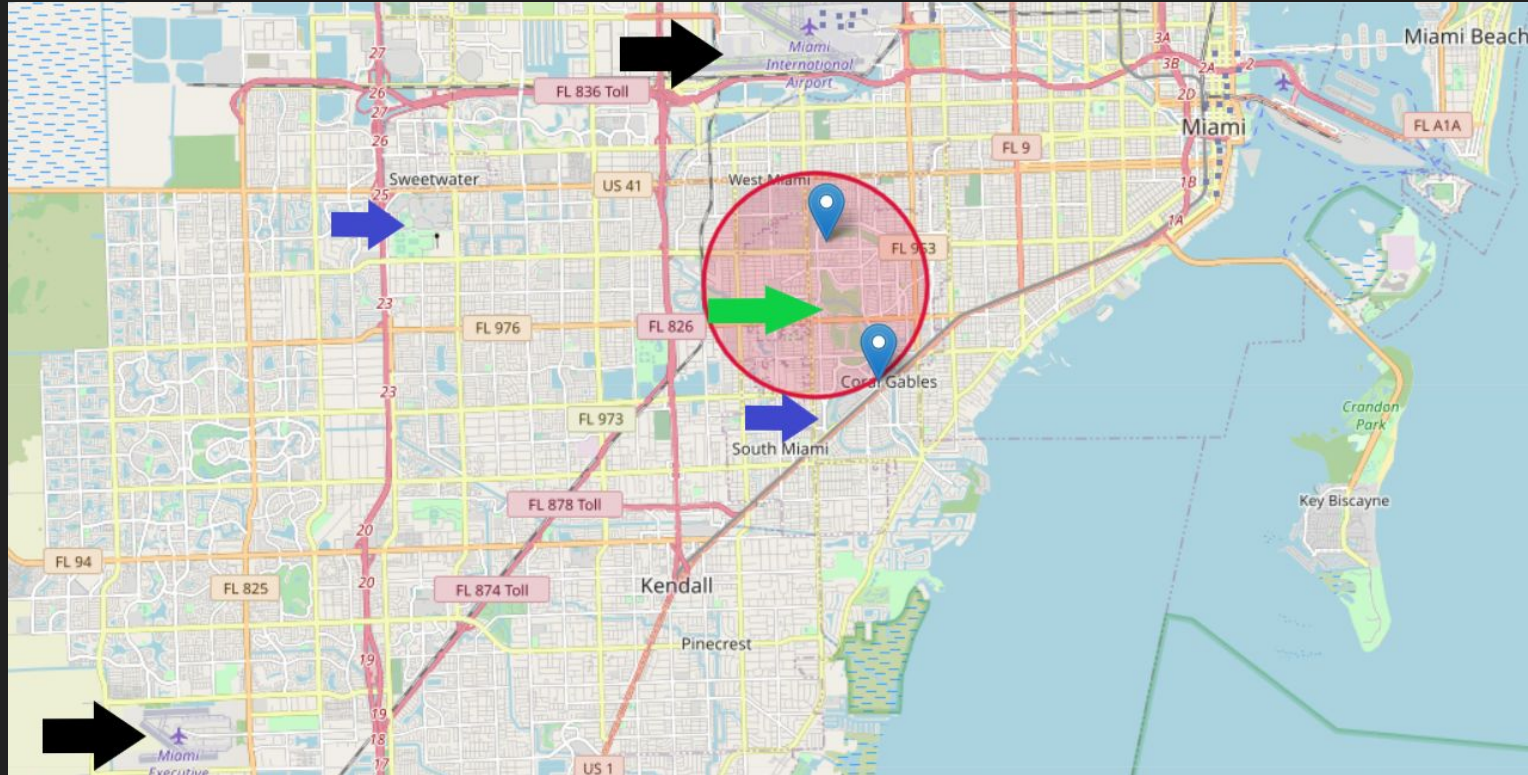 Miami Beach
3A
27
Miami
International
Airport
3B
2A
2
26
FL 836 Toll
27
2D
FL A1A
Miami
26
FL 9
Sweetwater
US 41
West Miami
1B
25
1A
FL 953
23
FL 976
FL 826
Coral Gables
23
FL 973
Crandon
Park
South Miami
Key Biscayne
FL 878 Toll
20
FL 94
20
FL 825
FL 874 Toll
Kendall
Pinecrest
19
19
18
Miami
Executive
17
US 1